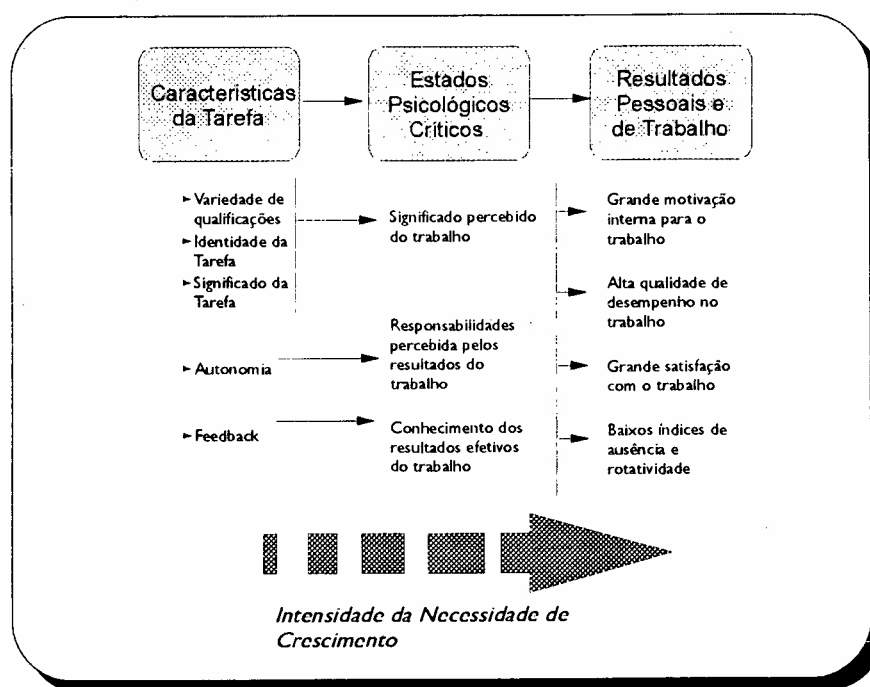 Características
da Tarefa
Estados
Psicológicos
Críticos
Resultados
Pessoais e
de Trabalho
►Variedade de
qualificações
►Identidade da
Tarefa
►Significado da
Tarefa
►Autonomia
►Feedback
Significado percebido
do trabalho
Responsabilidades
percebida pelos
resultados do
trabalho
Conhecimento dos
resultados efetivos
do trabalho
Grande motivação
interna para o
trabalho
Alta qualidade de
desempenho no
trabalho
Grande satisfação
com o trabalho
Baixos índices de
ausência e
rotatividade
Intensidade da Necessidade de
Crescimento